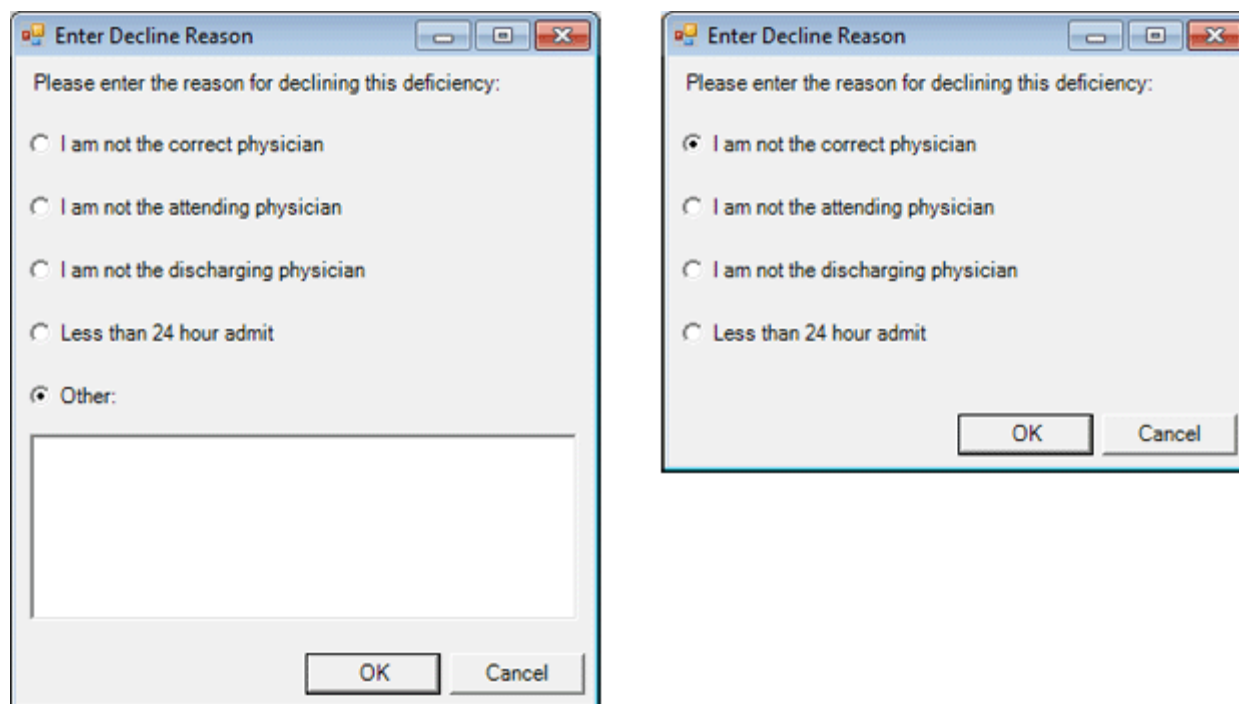 Enter Decline Reason
Please enter the reason for declining this deficiency:
I am not the correct physician
I am not the attending physician
I am not the discharging physician
Less than 24 hour admit
Other:
OK
Cancel
Enter Decline Reason
Please enter the reason for declining this deficiency:
I am not the correct physician
I am not the attending physician
I am not the discharging physician
Less than 24 hour admit
OK
Cancel